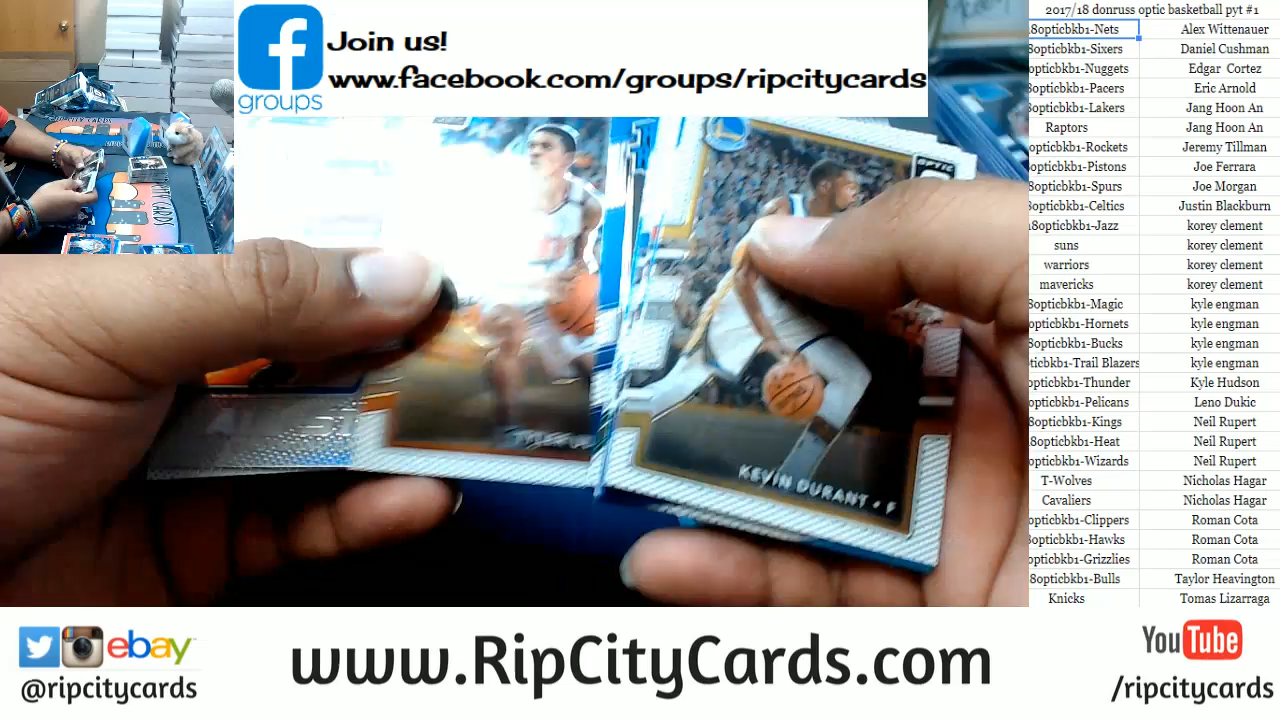 2017/18 donruss optic basketball pyt #1
8opticbkb1-Nets Alex Wittenauer
8opticbkb1-Sixers Daniel Cushman
opticbkb1-Nuggets Edgar Cortez
8opticbkb1-Pacers Eric Arnold
8opticbkb1-Lakers Jang Hoon An
Raptors Jang Hoon An
opticbkb1-Rockets Jeremy Tillman
opticbkb1-Pistons Joe Ferrara
8opticbkb1-Spurs Joe Morgan
opticbkb1-Celtics Justin Blackburn
8opticbkb1-Jazz korey clement
suns korey clement
warriors korey clement
mavericks korey clement
8opticbkb1-Magic kyle engman
opticbkb1-Hornets kyle engman
8opticbkb1-Bucks kyle engman
ticbkb1-Trail Blazers kyle engman
opticbkb1-Thunder Kyle Hudson
opticbkb1-Pelicans Leno Dukic
8opticbkb1-Kings Neil Rupert
18opticbkb1-Heat Neil Rupert
opticbkb1-Wizards Neil Rupert
T-Wolves Nicholas Hagar
Cavaliers Nicholas Hagar
opticbkb1-Clippers Roman Cota
8opticbkb1-Hawks Roman Cota
opticbkb1-Grizzlies Roman Cota
8opticbkb1-Bulls Taylor Heavington
Knicks Tomas Lizarraga
f
groups
Join us!
www.facebook.com/groups/ripcitycards
OPTIC
KEVIN DURANT • F
ebay
@ripcitycards
www.RipCityCards.com
YouTube
/ripcitycards